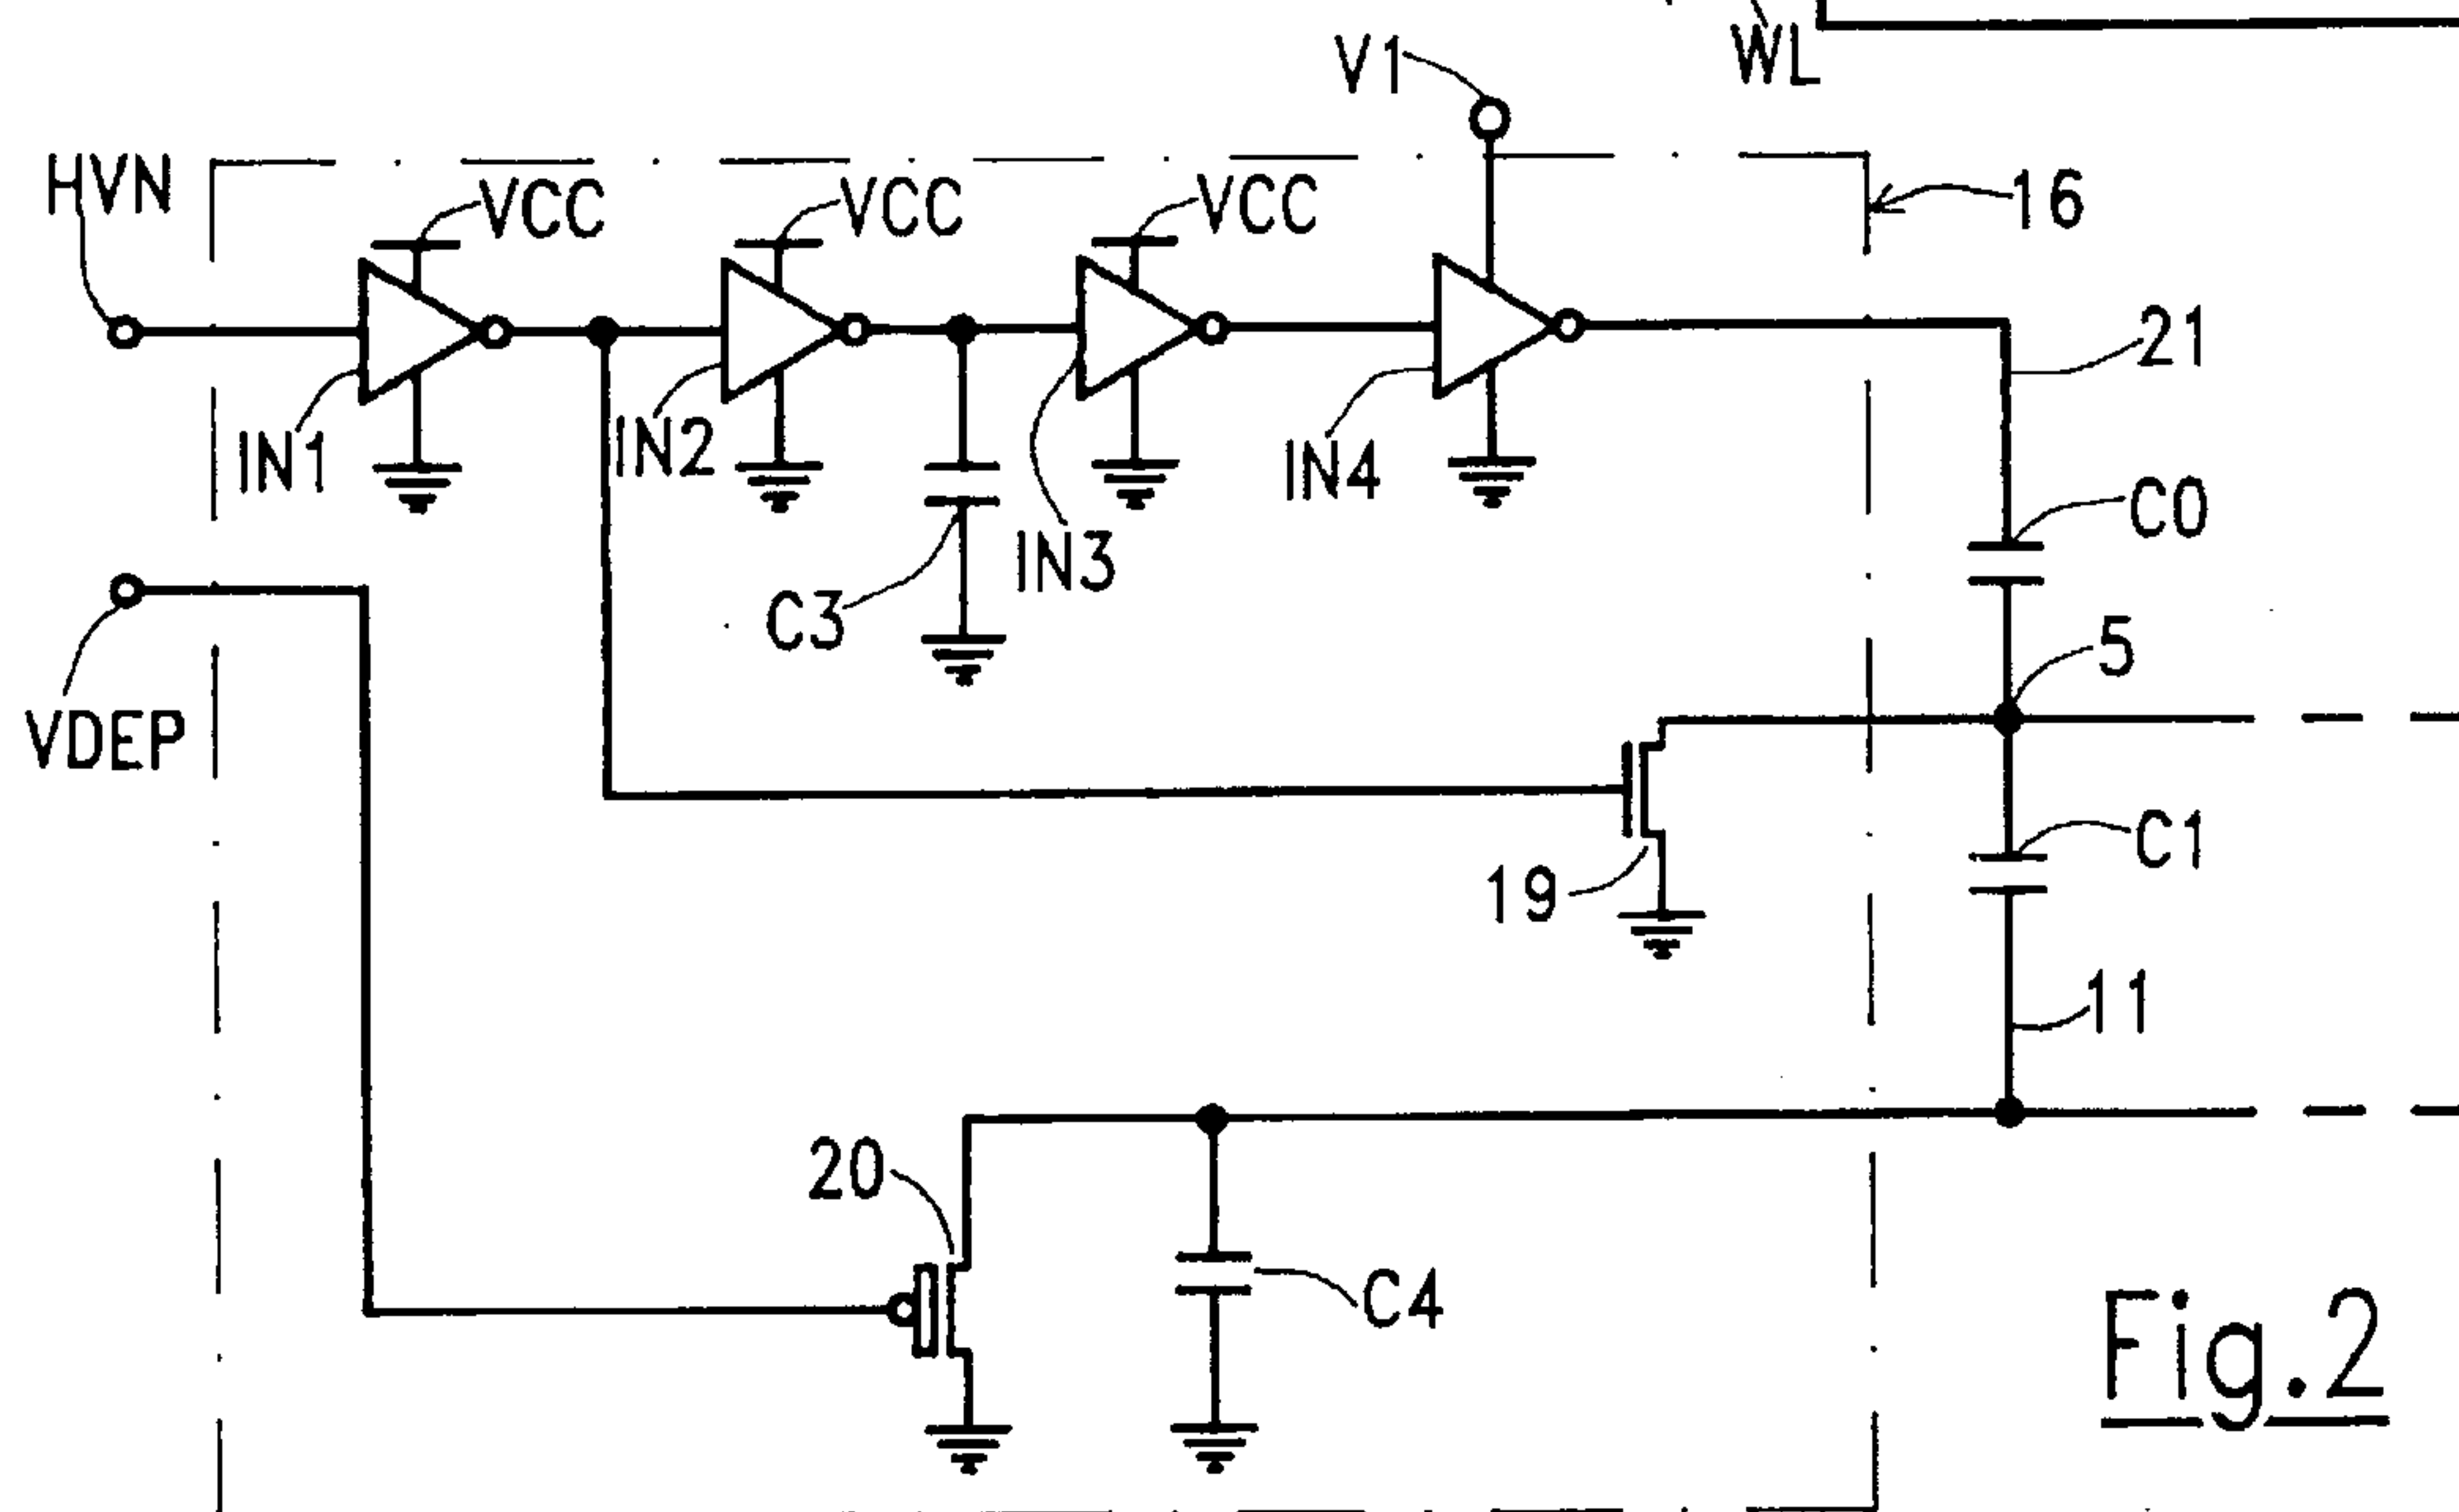 WL
V1
HVN
VCC
VCC
VCC
16
21
IN1
IN2
IN4
C0
IN3
C3
5
VDEP
C1
19
11
20
C4
Fig.2